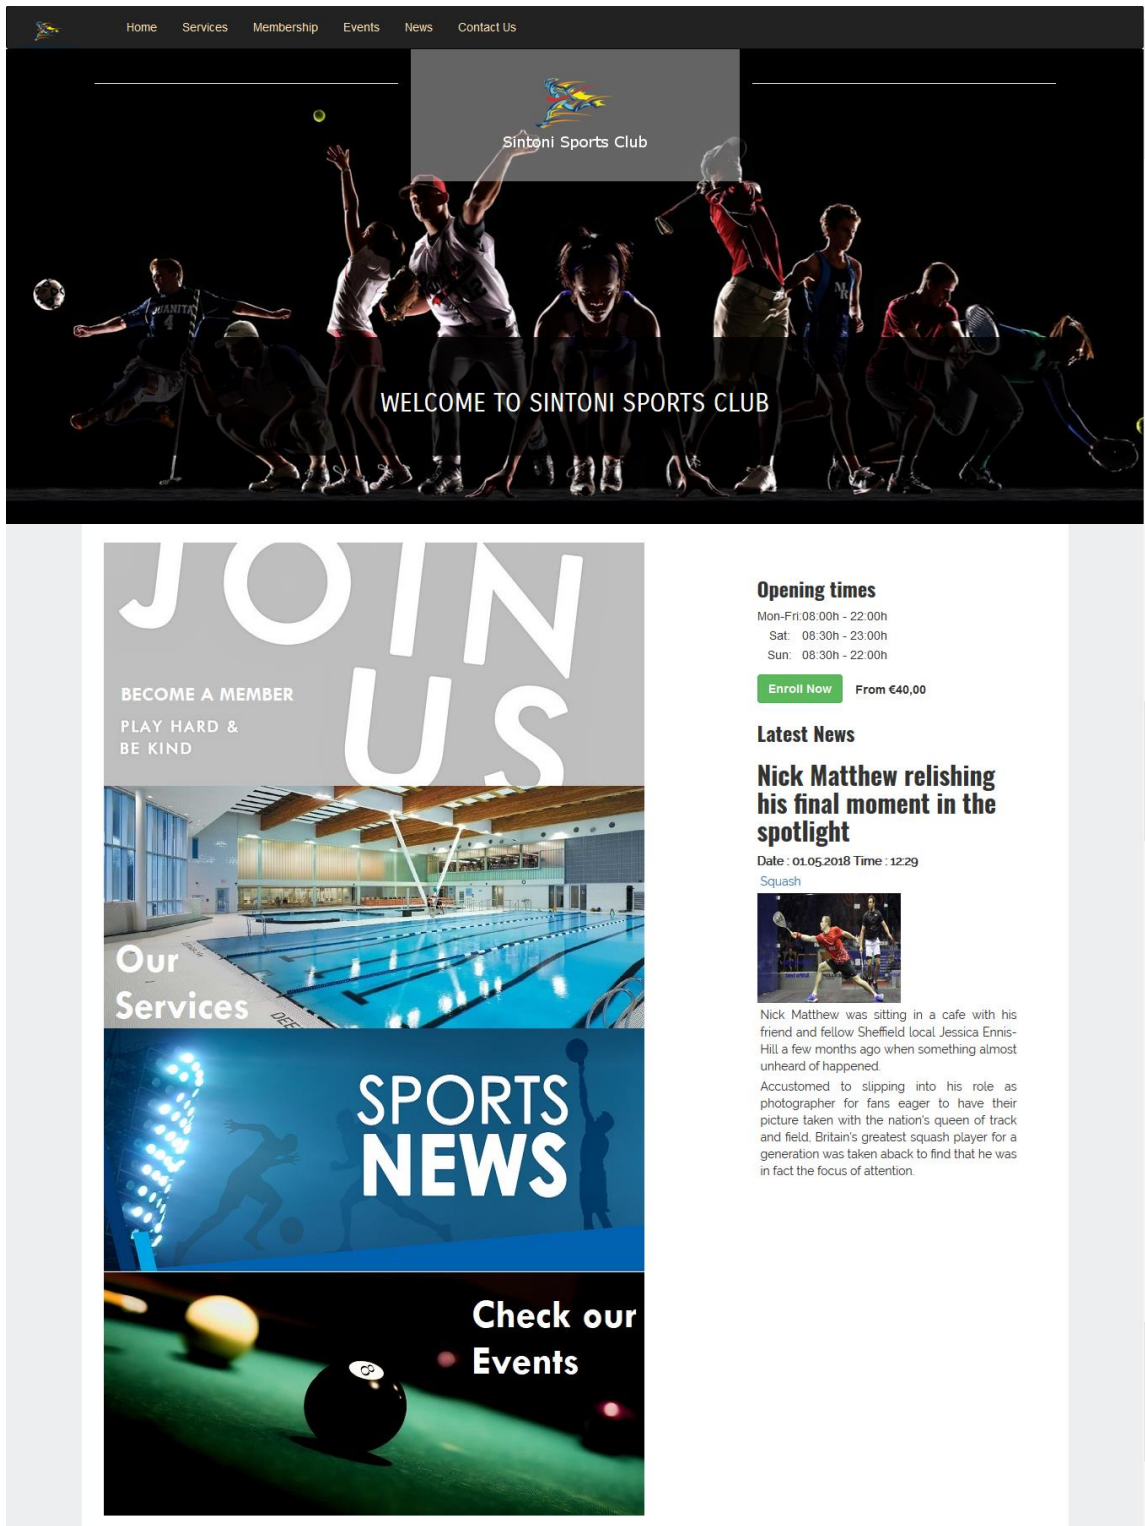 Home Services Membership Events News Contact Us
Sintoni Sports Club
JUANITA
4
12
WELCOME TO SINTONI SPORTS CLUB
JOIN
US
BECOME A MEMBER
PLAY HARD &
BE KIND
Our
Services
DEE
SPORTS
NEWS
Check our
Events
8
Opening times
Mon-Fri:08:00h - 22:00h
Sat: 08:30h - 23:00h
Sun: 08:30h - 22:00h
Enroll Now From €40,00
Latest News
Nick Matthew relishing
his final moment in the
spotlight
Date : 01.05.2018 Time : 12:29
Squash
Nick Matthew was sitting in a cafe with his
friend and fellow Sheffield local Jessica Ennis-
Hill a few months ago when something almost
unheard of happened.
Accustomed to slipping into his role as
photographer for fans eager to have their
picture taken with the nation's queen of track
and field, Britain's greatest squash player for a
generation was taken aback to find that he was
in fact the focus of attention.